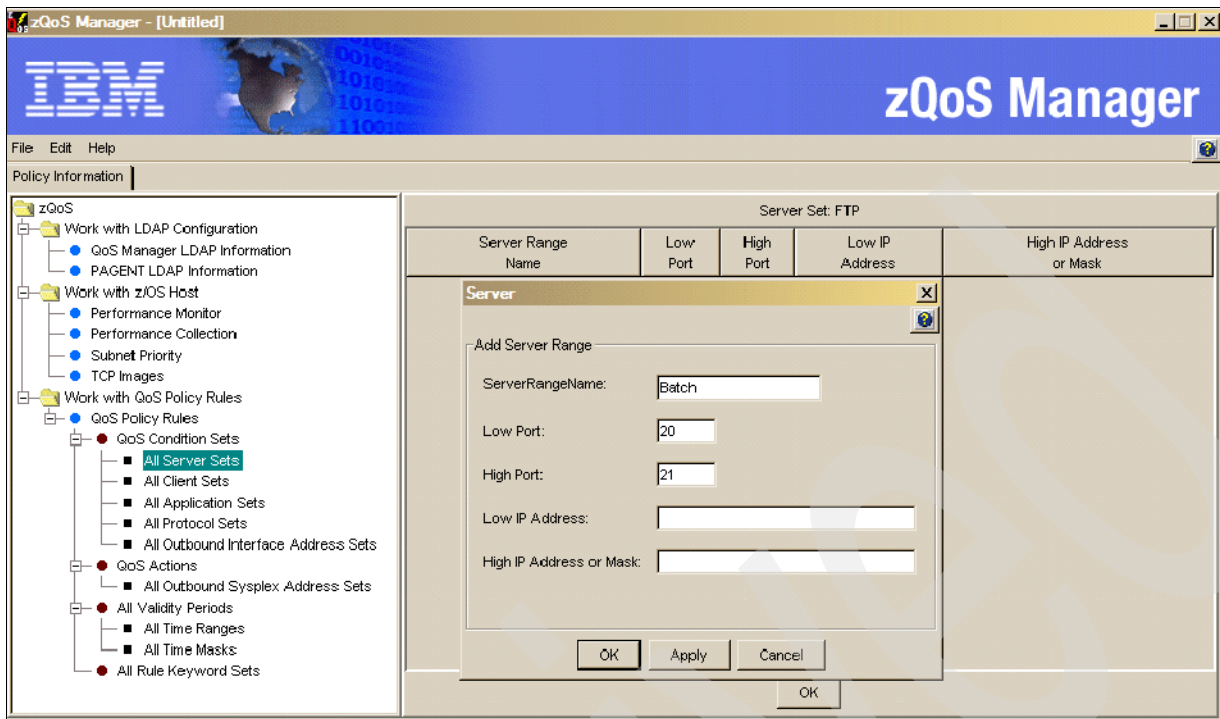 zQoS Manager - [Untitled]
IBM
zQoS Manager
File Edit Help
Policy Information
zQoS
Work with LDAP Configuration
QoS Manager LDAP Information
PAGENT LDAP Information
Work with z/OS Host
Performance Monitor
Performance Collection
Subnet Priority
TCP Images
Work with QoS Policy Rules
QoS Policy Rules
QoS Condition Sets
All Server Sets
All Client Sets
All Application Sets
All Protocol Sets
All Outbound Interface Address Sets
QoS Actions
All Outbound Sysplex Address Sets
All Validity Periods
All Time Ranges
All Time Masks
All Rule Keyword Sets
Server Set: FTP
Server Range Name
Low Port
High Port
Low IP Address
High IP Address or Mask
Server
Add Server Range
ServerRangeName: Batch
Low Port: 20
High Port: 21
Low IP Address:
High IP Address or Mask:
OK Apply Cancel
OK